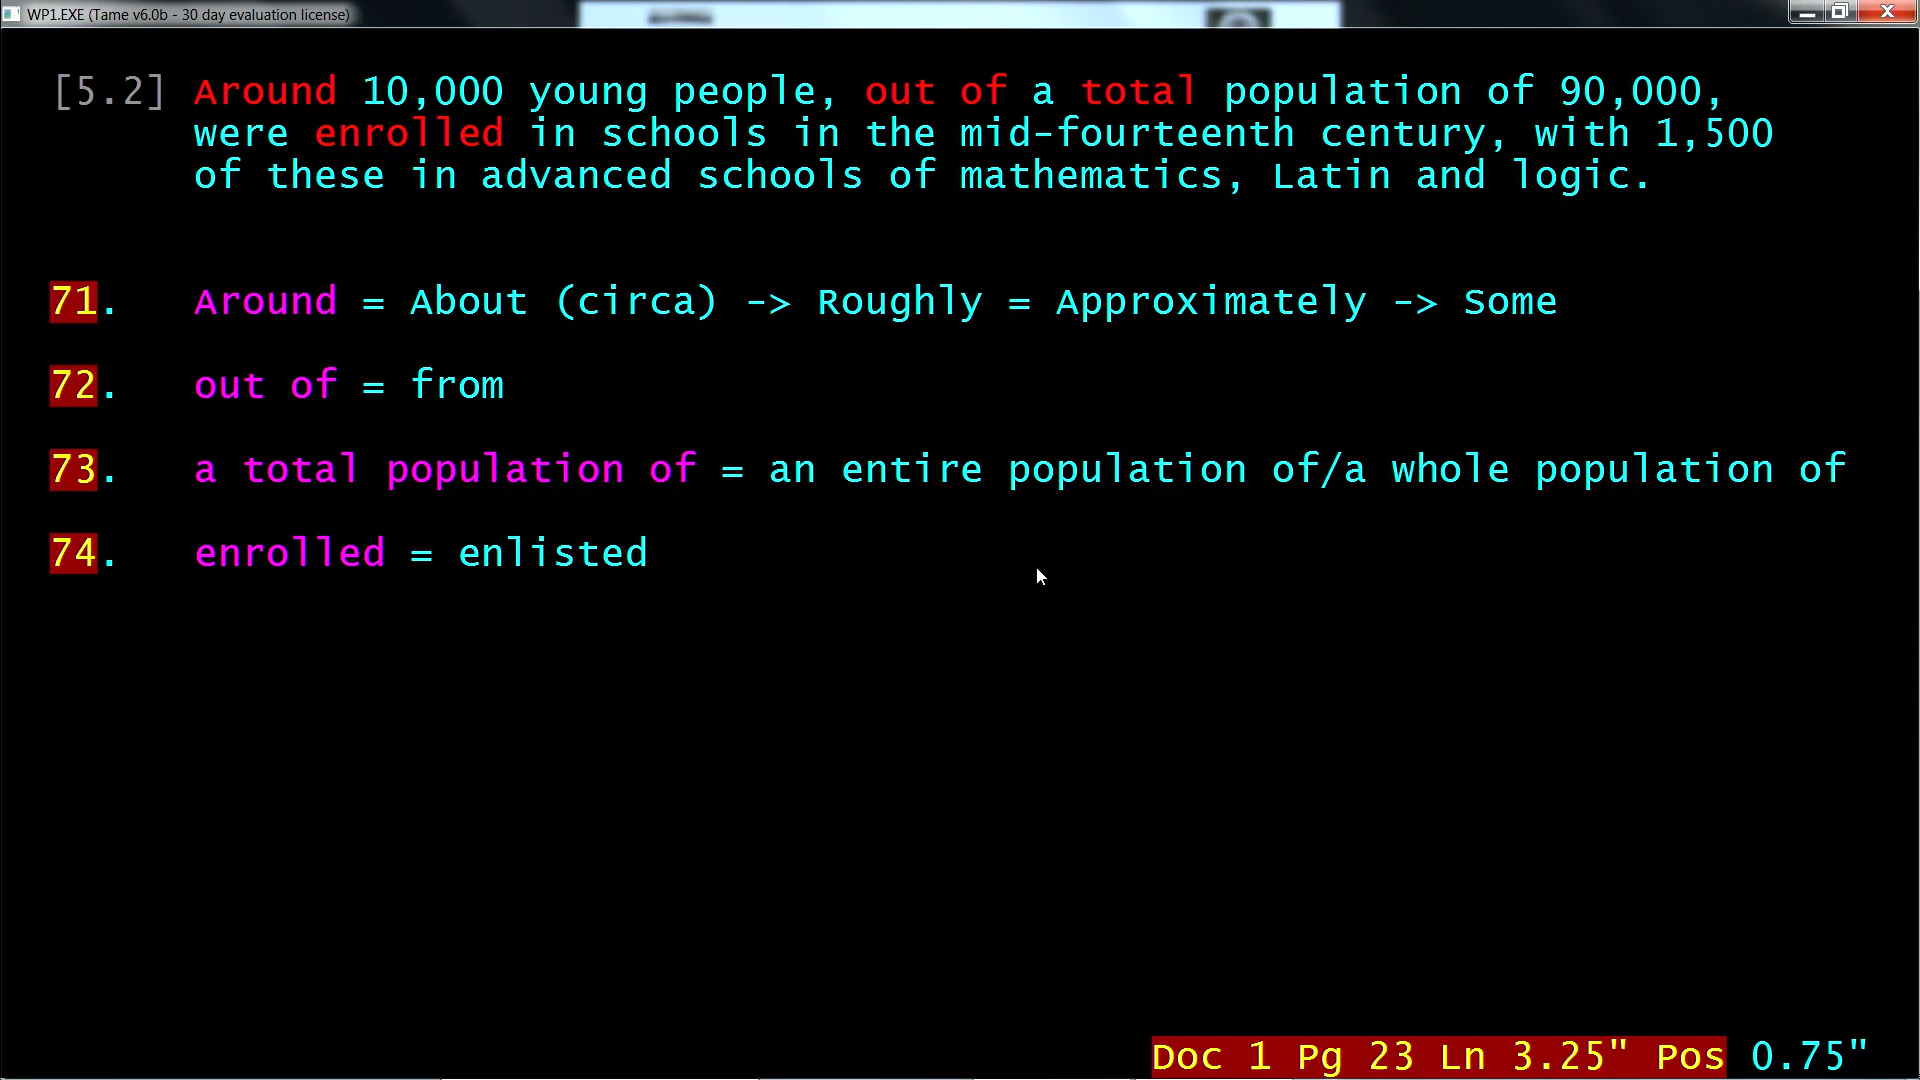 WP1.EXE (Tame v6.0b - 30 day evaluation license)
[5.2] Around 10,000 young people, out of a total population of 90,000,
were enrolled in schools in the mid-fourteenth century, with 1,500
of these in advanced schools of mathematics, Latin and logic.
71. Around = About (circa) -> Roughly = Approximately -> Some
72. out of = from
73. a total population of = an entire population of/a whole population of
74. enrolled = enlisted
Doc 1 Pg 23 Ln 3.25" Pos 0.75"